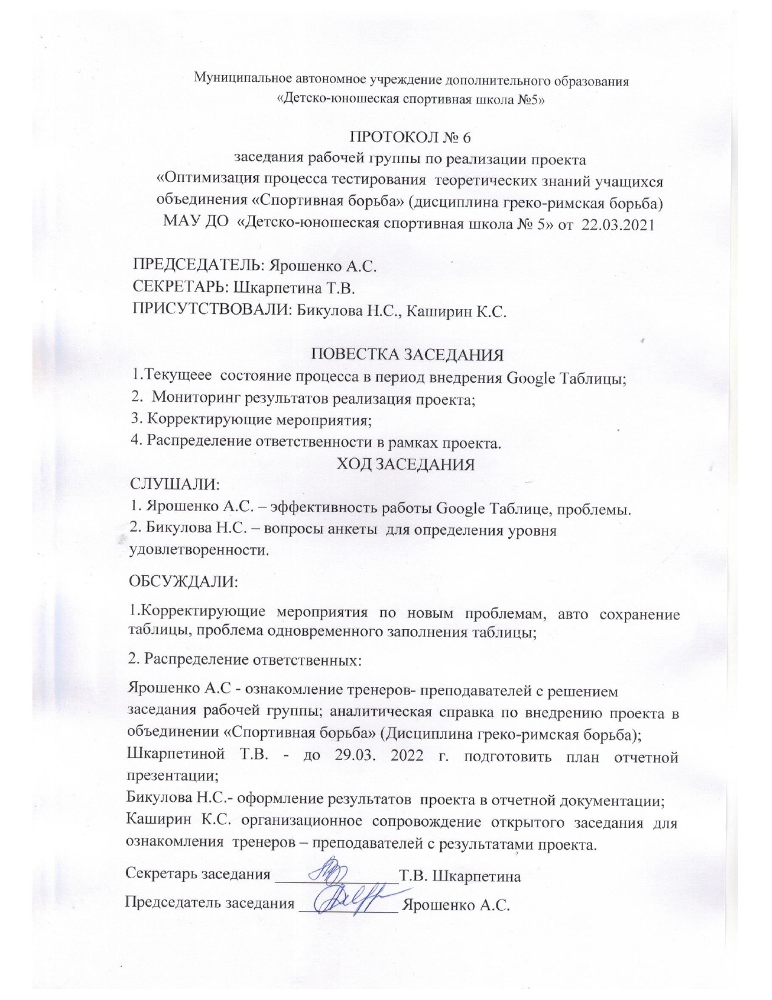 Муниципальное автономное учреждение дополнительного образования
«Детско-юношеская спортивная школа №5»
ПРОТОКОЛ № 6
заседания рабочей группы по реализации проекта
«Оптимизация процесса тестирования теоретических знаний учащихся
объединения «Спортивная борьба» (дисциплина греко-римская борьба)
МАУ ДО «Детско-юношеская спортивная школа № 5» от 22.03.2021
ПРЕДСЕДАТЕЛЬ: Ярошенко А.С.
СЕКРЕТАРЬ: Шкарпетина Т.В.
ПРИСУТСТВОВАЛИ: Бикулова Н.С., Каширин К.С.
ПОВЕСТКА ЗАСЕДАНИЯ
1.Текущеее состояние процесса в период внедрения Google Таблицы;
2. Мониторинг результатов реализация проекта;
3. Корректирующие мероприятия;
4. Распределение ответственности в рамках проекта.
ХОД ЗАСЕДАНИЯ
СЛУШАЛИ:
1. Ярошенко А.С. – эффективность работы Google Таблице, проблемы.
2. Бикулова Н.С. – вопросы анкеты для определения уровня
удовлетворенности.
ОБСУЖДАЛИ:
1.Корректирующие мероприятия по новым проблемам, авто сохранение
таблицы, проблема одновременного заполнения таблицы;
2. Распределение ответственных:
Ярошенко А.С - ознакомление тренеров- преподавателей с решением
заседания рабочей группы; аналитическая справка по внедрению проекта в
объединении «Спортивная борьба» (Дисциплина греко-римская борьба);
Шкарпетиной Т.В. - до 29.03. 2022 г. подготовить план отчетной
презентации;
Бикулова Н.С.- оформление результатов проекта в отчетной документации;
Каширин К.С. организационное сопровождение открытого заседания для
ознакомления тренеров – преподавателей с результатами проекта.
Секретарь заседания _______________Т.В. Шкарпетина
Председатель заседания ____________ Ярошенко А.С.